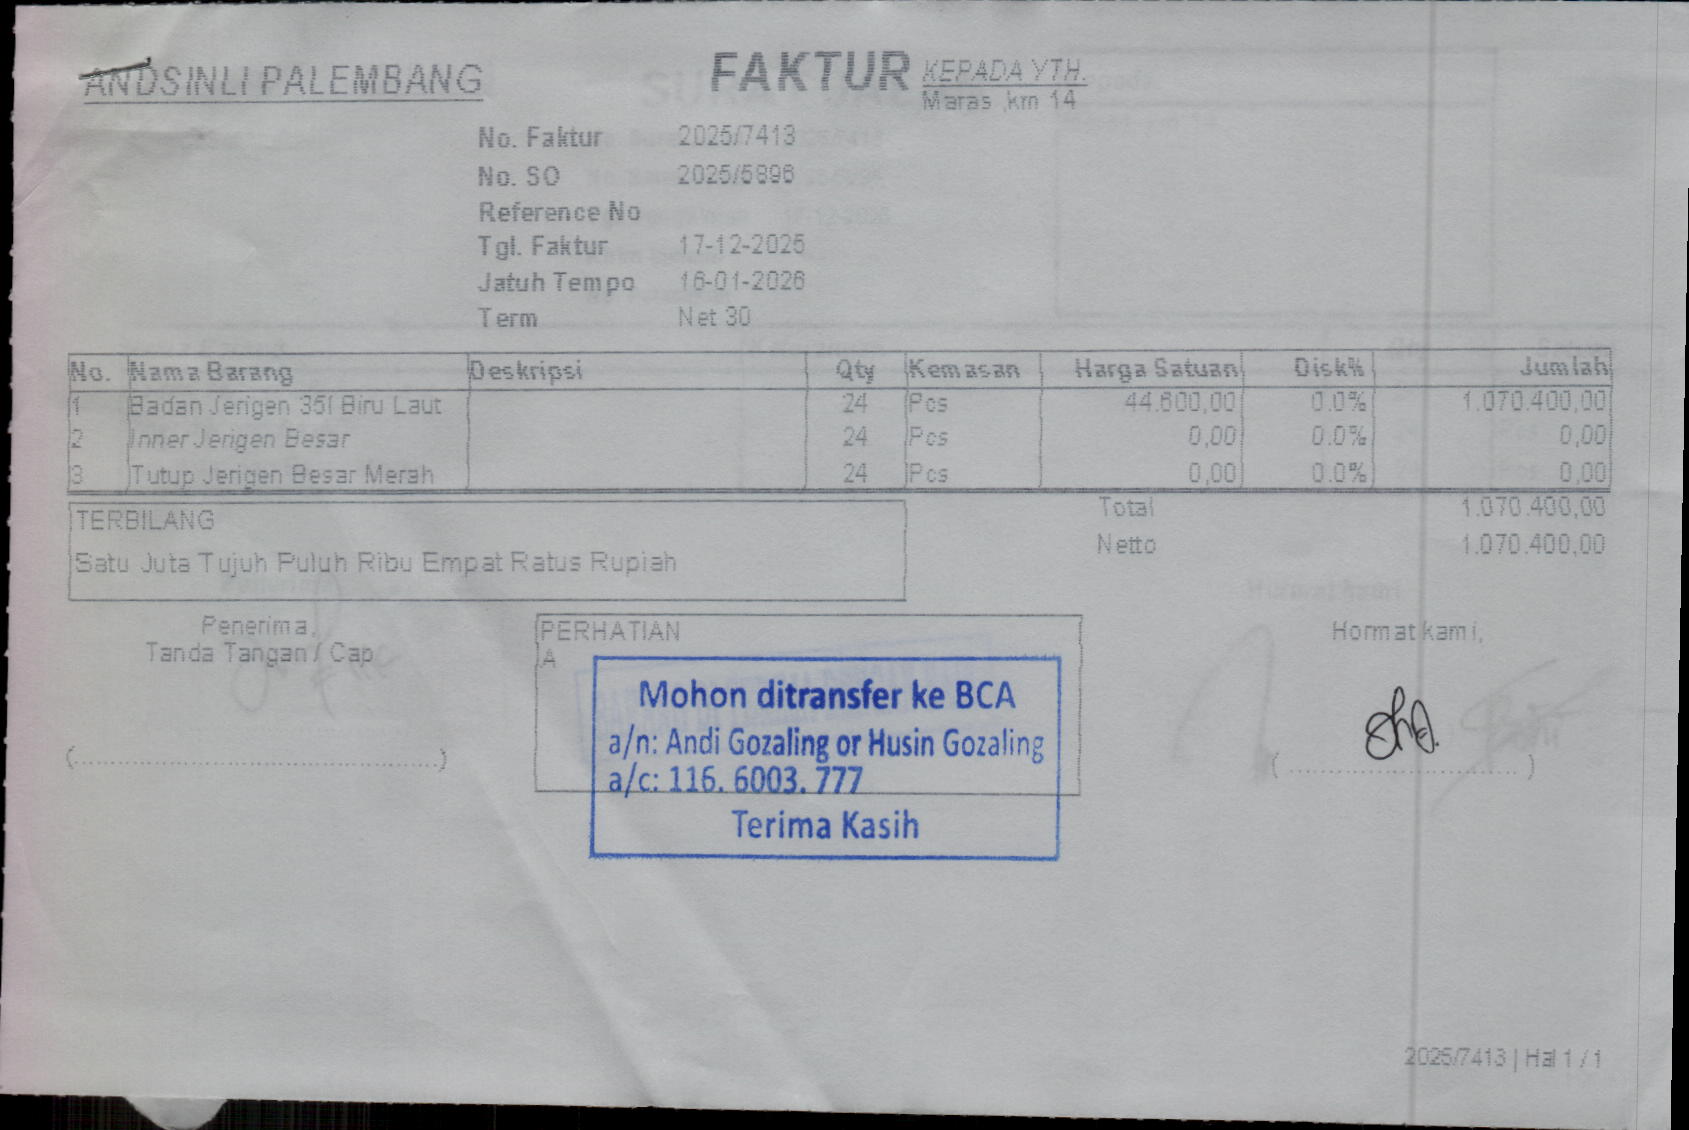 ANDSINLI PALEMBANG
FAKTUR
KEPADA YTH.
Maras ,km 14
No. Faktur 2025/7413
No. SO 2025/5896
Reference No
Tgl. Faktur 17-12-2025
Jatuh Tempo 16-01-2026
Term Net 30
No. Nama Barang Deskripsi Qty Kemasan Harga Satuan Disk% Jumlah
1 Badan Jerigen 35l Biru Laut 24 Pcs 44.600,00 0.0% 1.070.400,00
2 Inner Jerigen Besar 24 Pcs 0,00 0.0% 0,00
3 Tutup Jerigen Besar Merah 24 Pcs 0,00 0.0% 0,00
Total 1.070.400,00
Netto 1.070.400,00
TERBILANG
Satu Juta Tujuh Puluh Ribu Empat Ratus Rupiah
Penerima,
Tanda Tangan / Cap
(......................................)
PERHATIAN
A
Mohon ditransfer ke BCA
a/n: Andi Gozaling or Husin Gozaling
a/c: 116. 6003. 777
Terima Kasih
Hormat kami,
(........................)
2025/7413 | Hal 1 / 1